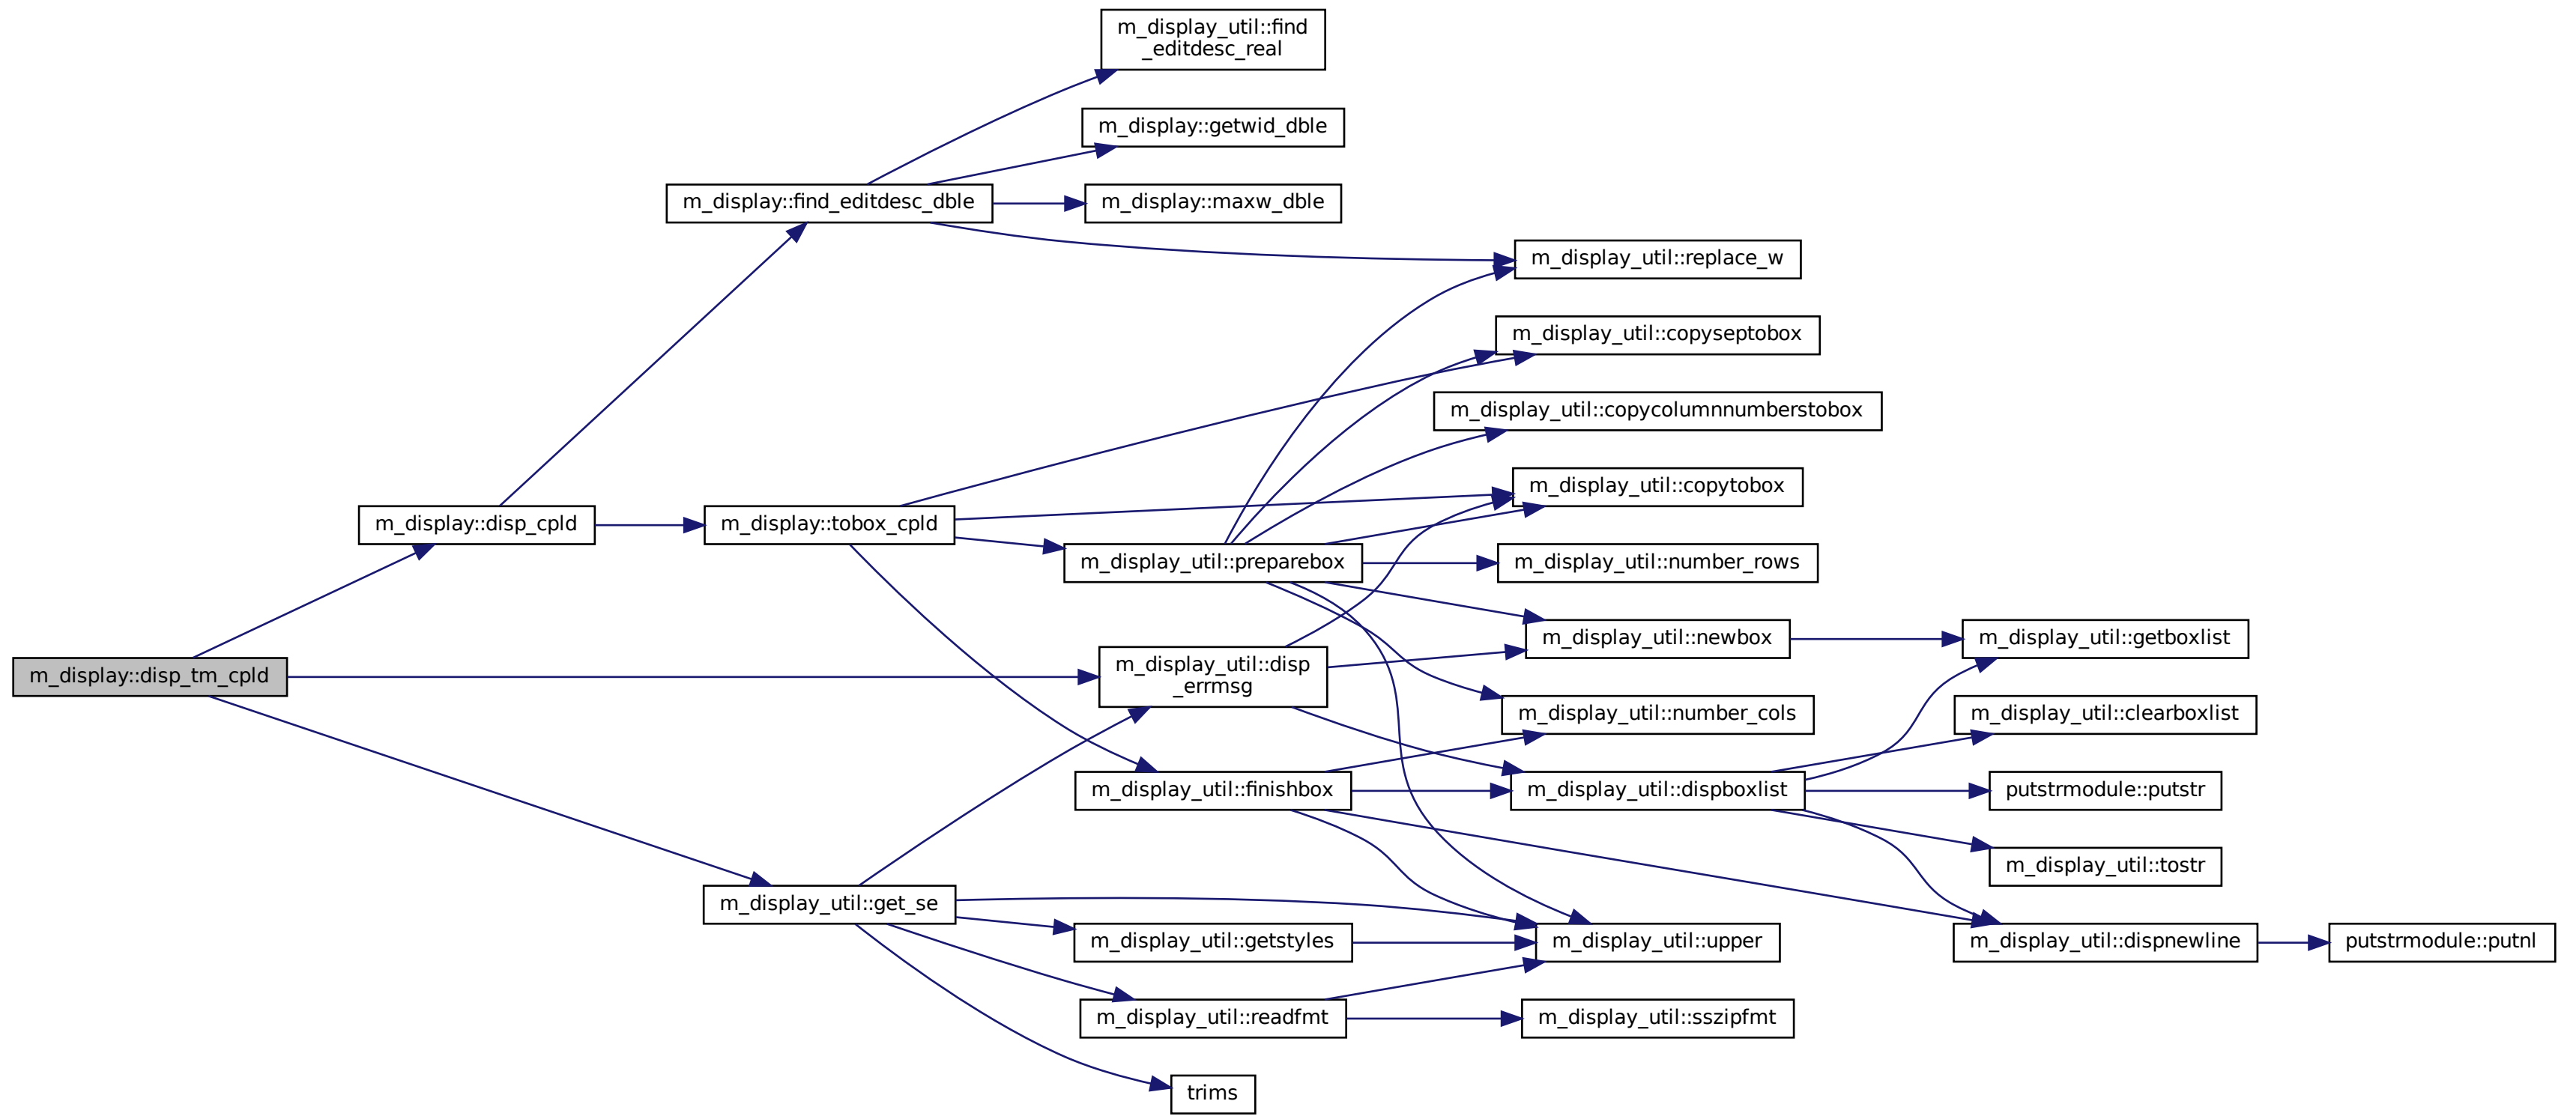 m_display_util::find
_editdesc_real
m_display::getwid_dble
m_display::find_editdesc_dble
m_display::maxw_dble
m_display_util::replace_w
m_display_util::copyseptobox
m_display_util::copycolumnnumberstobox
m_display_util::copytobox
m_display::disp_cpld
m_display::tobox_cpld
m_display_util::preparebox
m_display_util::number_rows
m_display_util::newbox
m_display_util::getboxlist
m_display::disp_tm_cpld
m_display_util::disp
_errmsg
m_display_util::number_cols
m_display_util::clearboxlist
m_display_util::finishbox
m_display_util::dispboxlist
putstrmodule::putstr
m_display_util::tostr
m_display_util::get_se
m_display_util::getstyles
m_display_util::upper
m_display_util::dispnewline
putstrmodule::putnl
m_display_util::readfmt
m_display_util::sszipfmt
trims